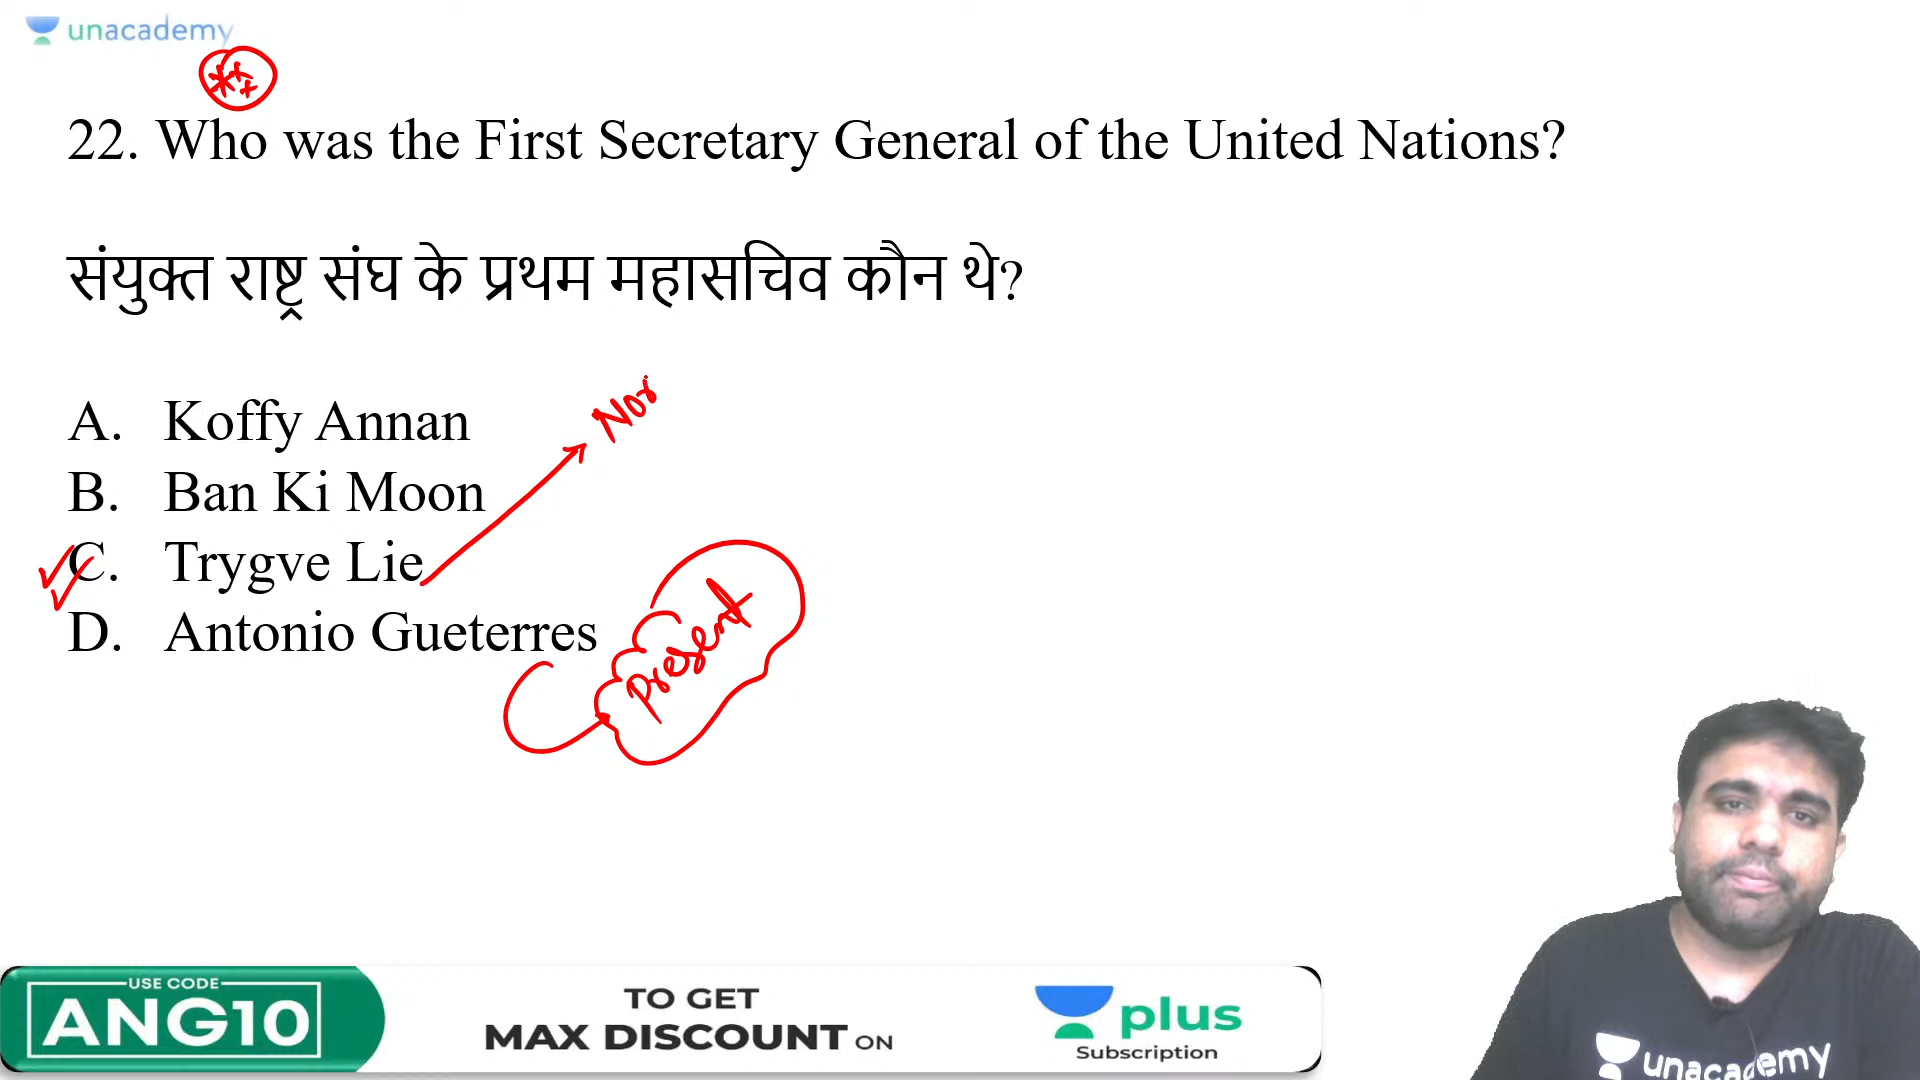 unacademy
22. Who was the First Secretary General of the United Nations?
संयुक्त राष्ट्र संघ के प्रथम महासचिव कौन थे?
A. Koffy Annan
Nor
B. Ban Ki Moon
C. Trygve Lie
D. Antonio Gueterres
Present
USE CODE
ANG10
TO GET
MAX DISCOUNT ON
plus
Subscription
unacademy